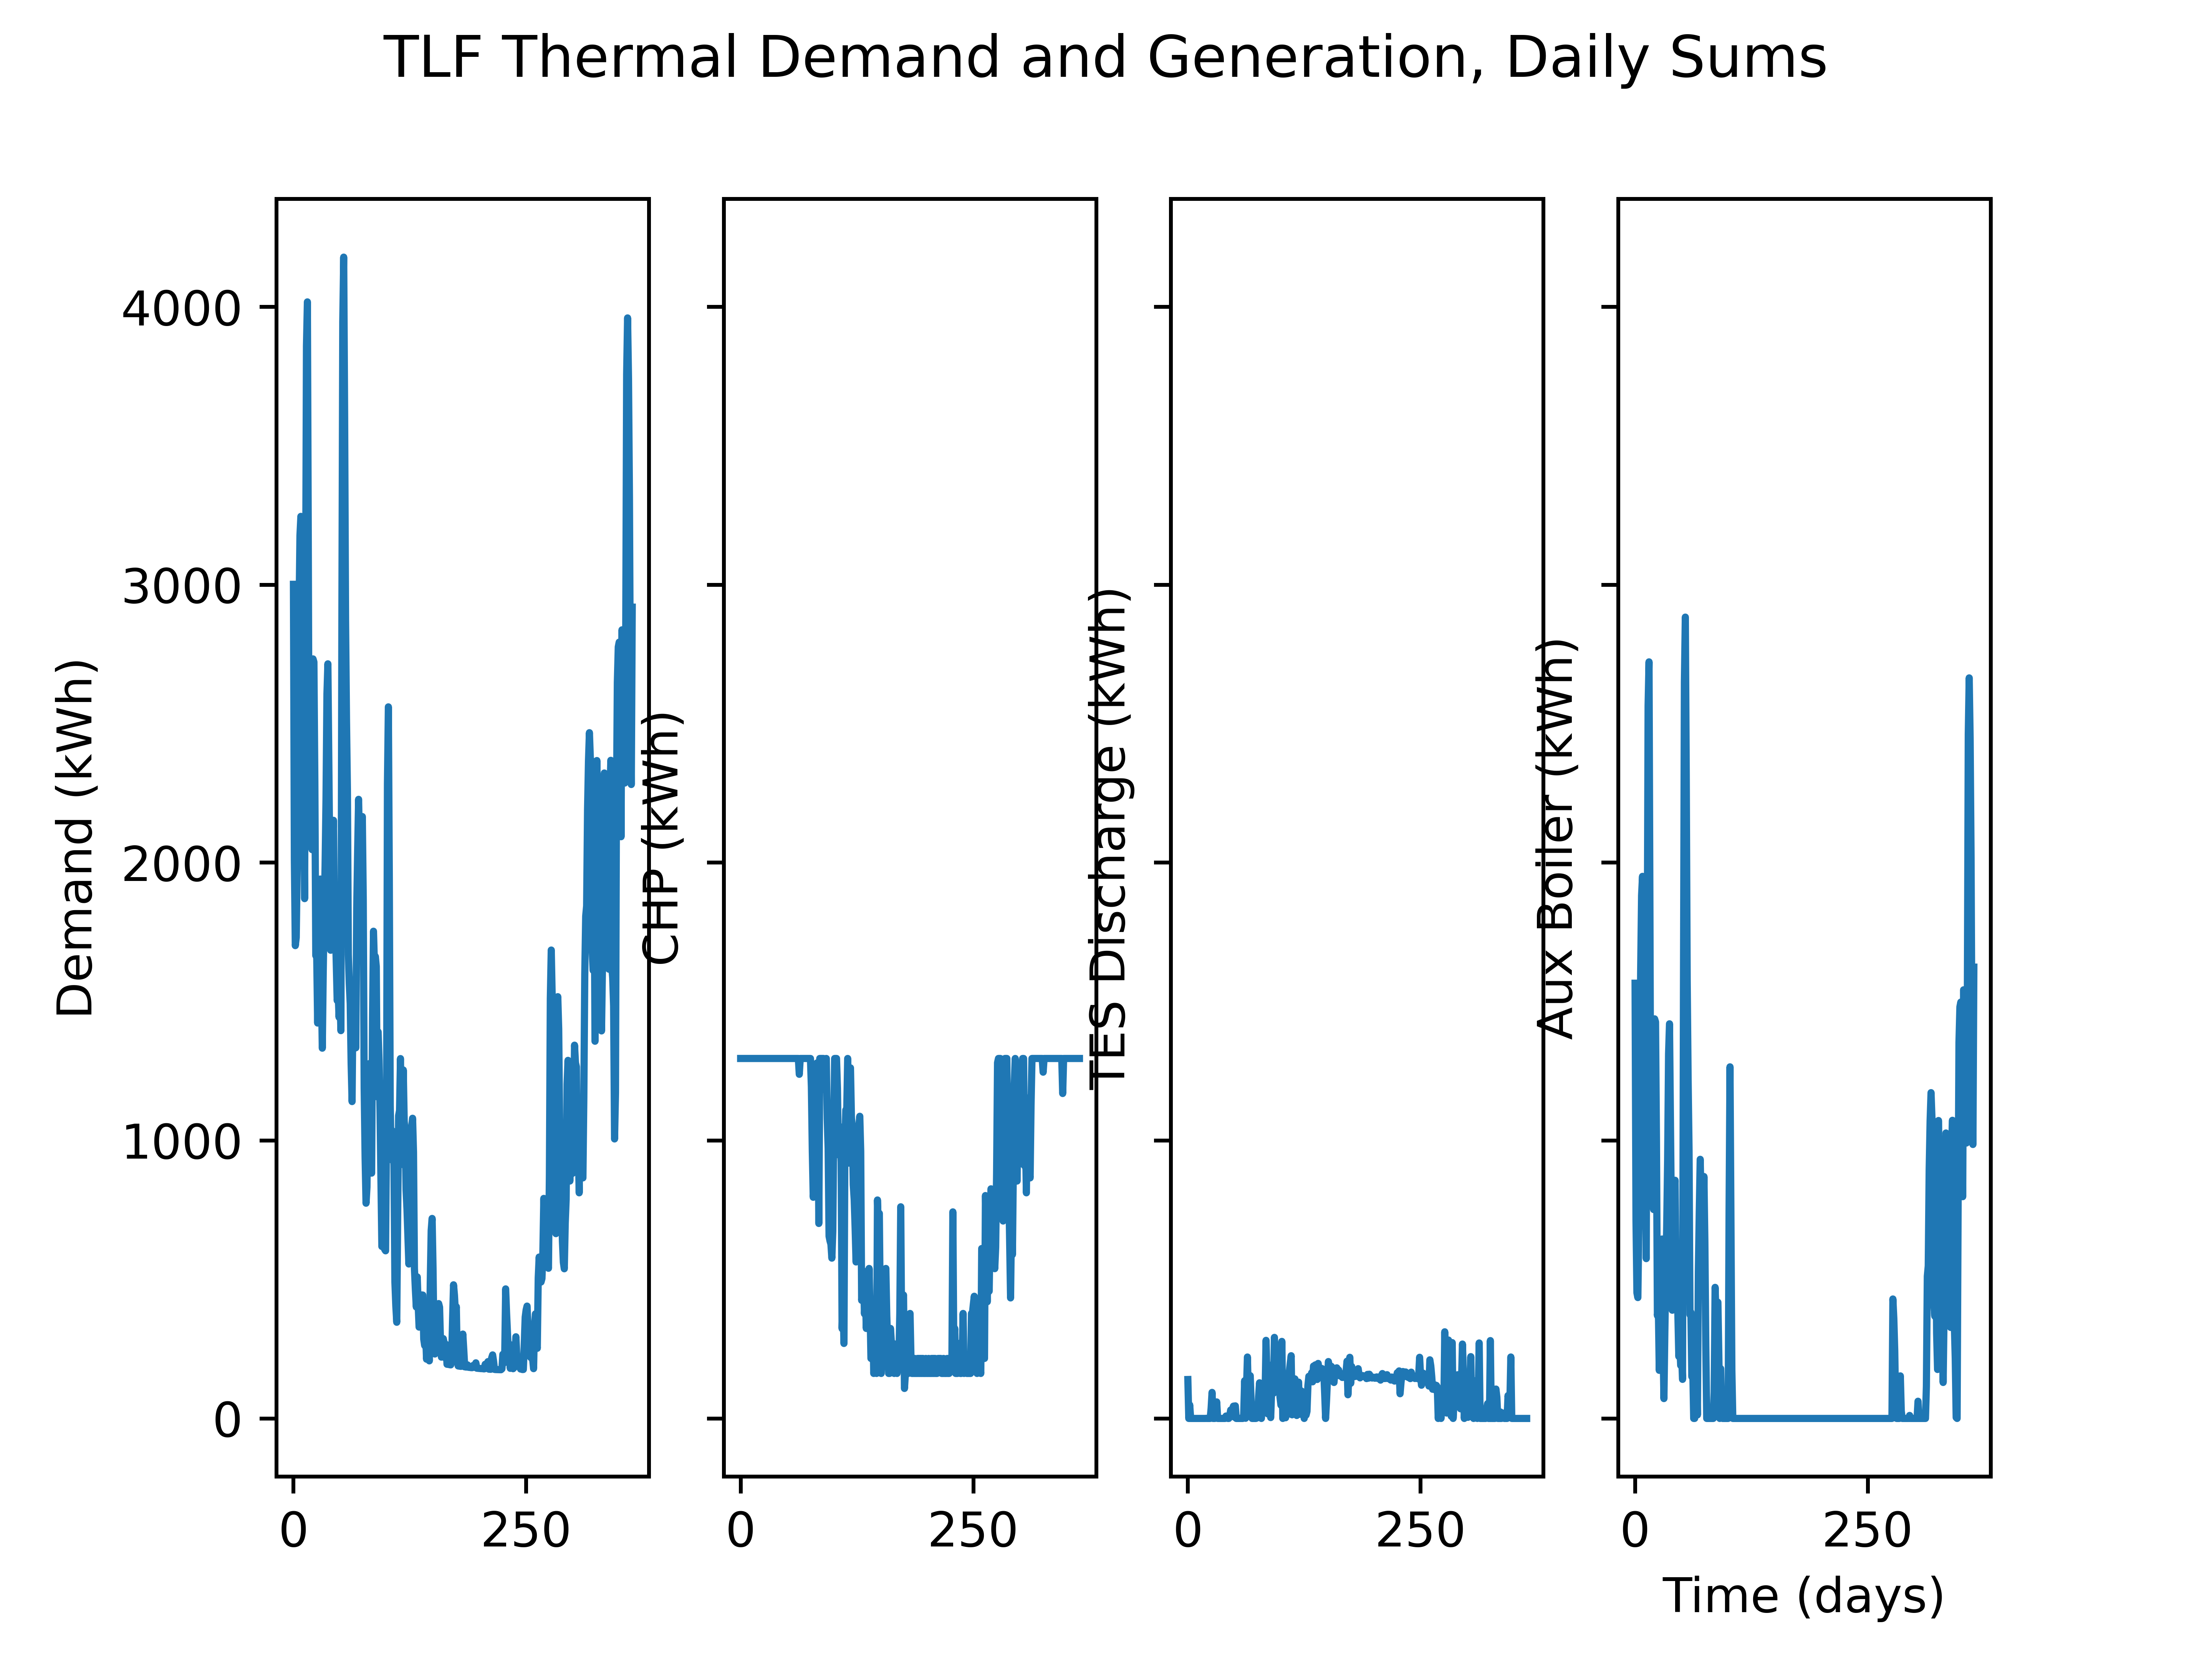 TLF Thermal Demand and Generation, Daily Sums
Demand (kWh)
4000
3000
2000
1000
0
0 250
CHP (kWh)
0 250
TES Discharge (kWh)
0 250
Aux Boiler (kWh)
0 250
Time (days)